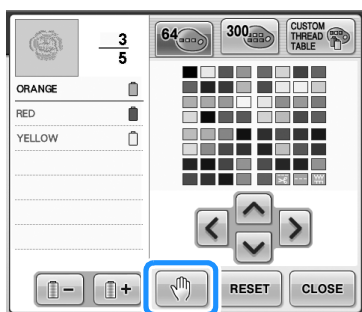 3
5
64
300
CUSTOM
THREAD
TABLE
ORANGE
RED
YELLOW
−
+
RESET
CLOSE